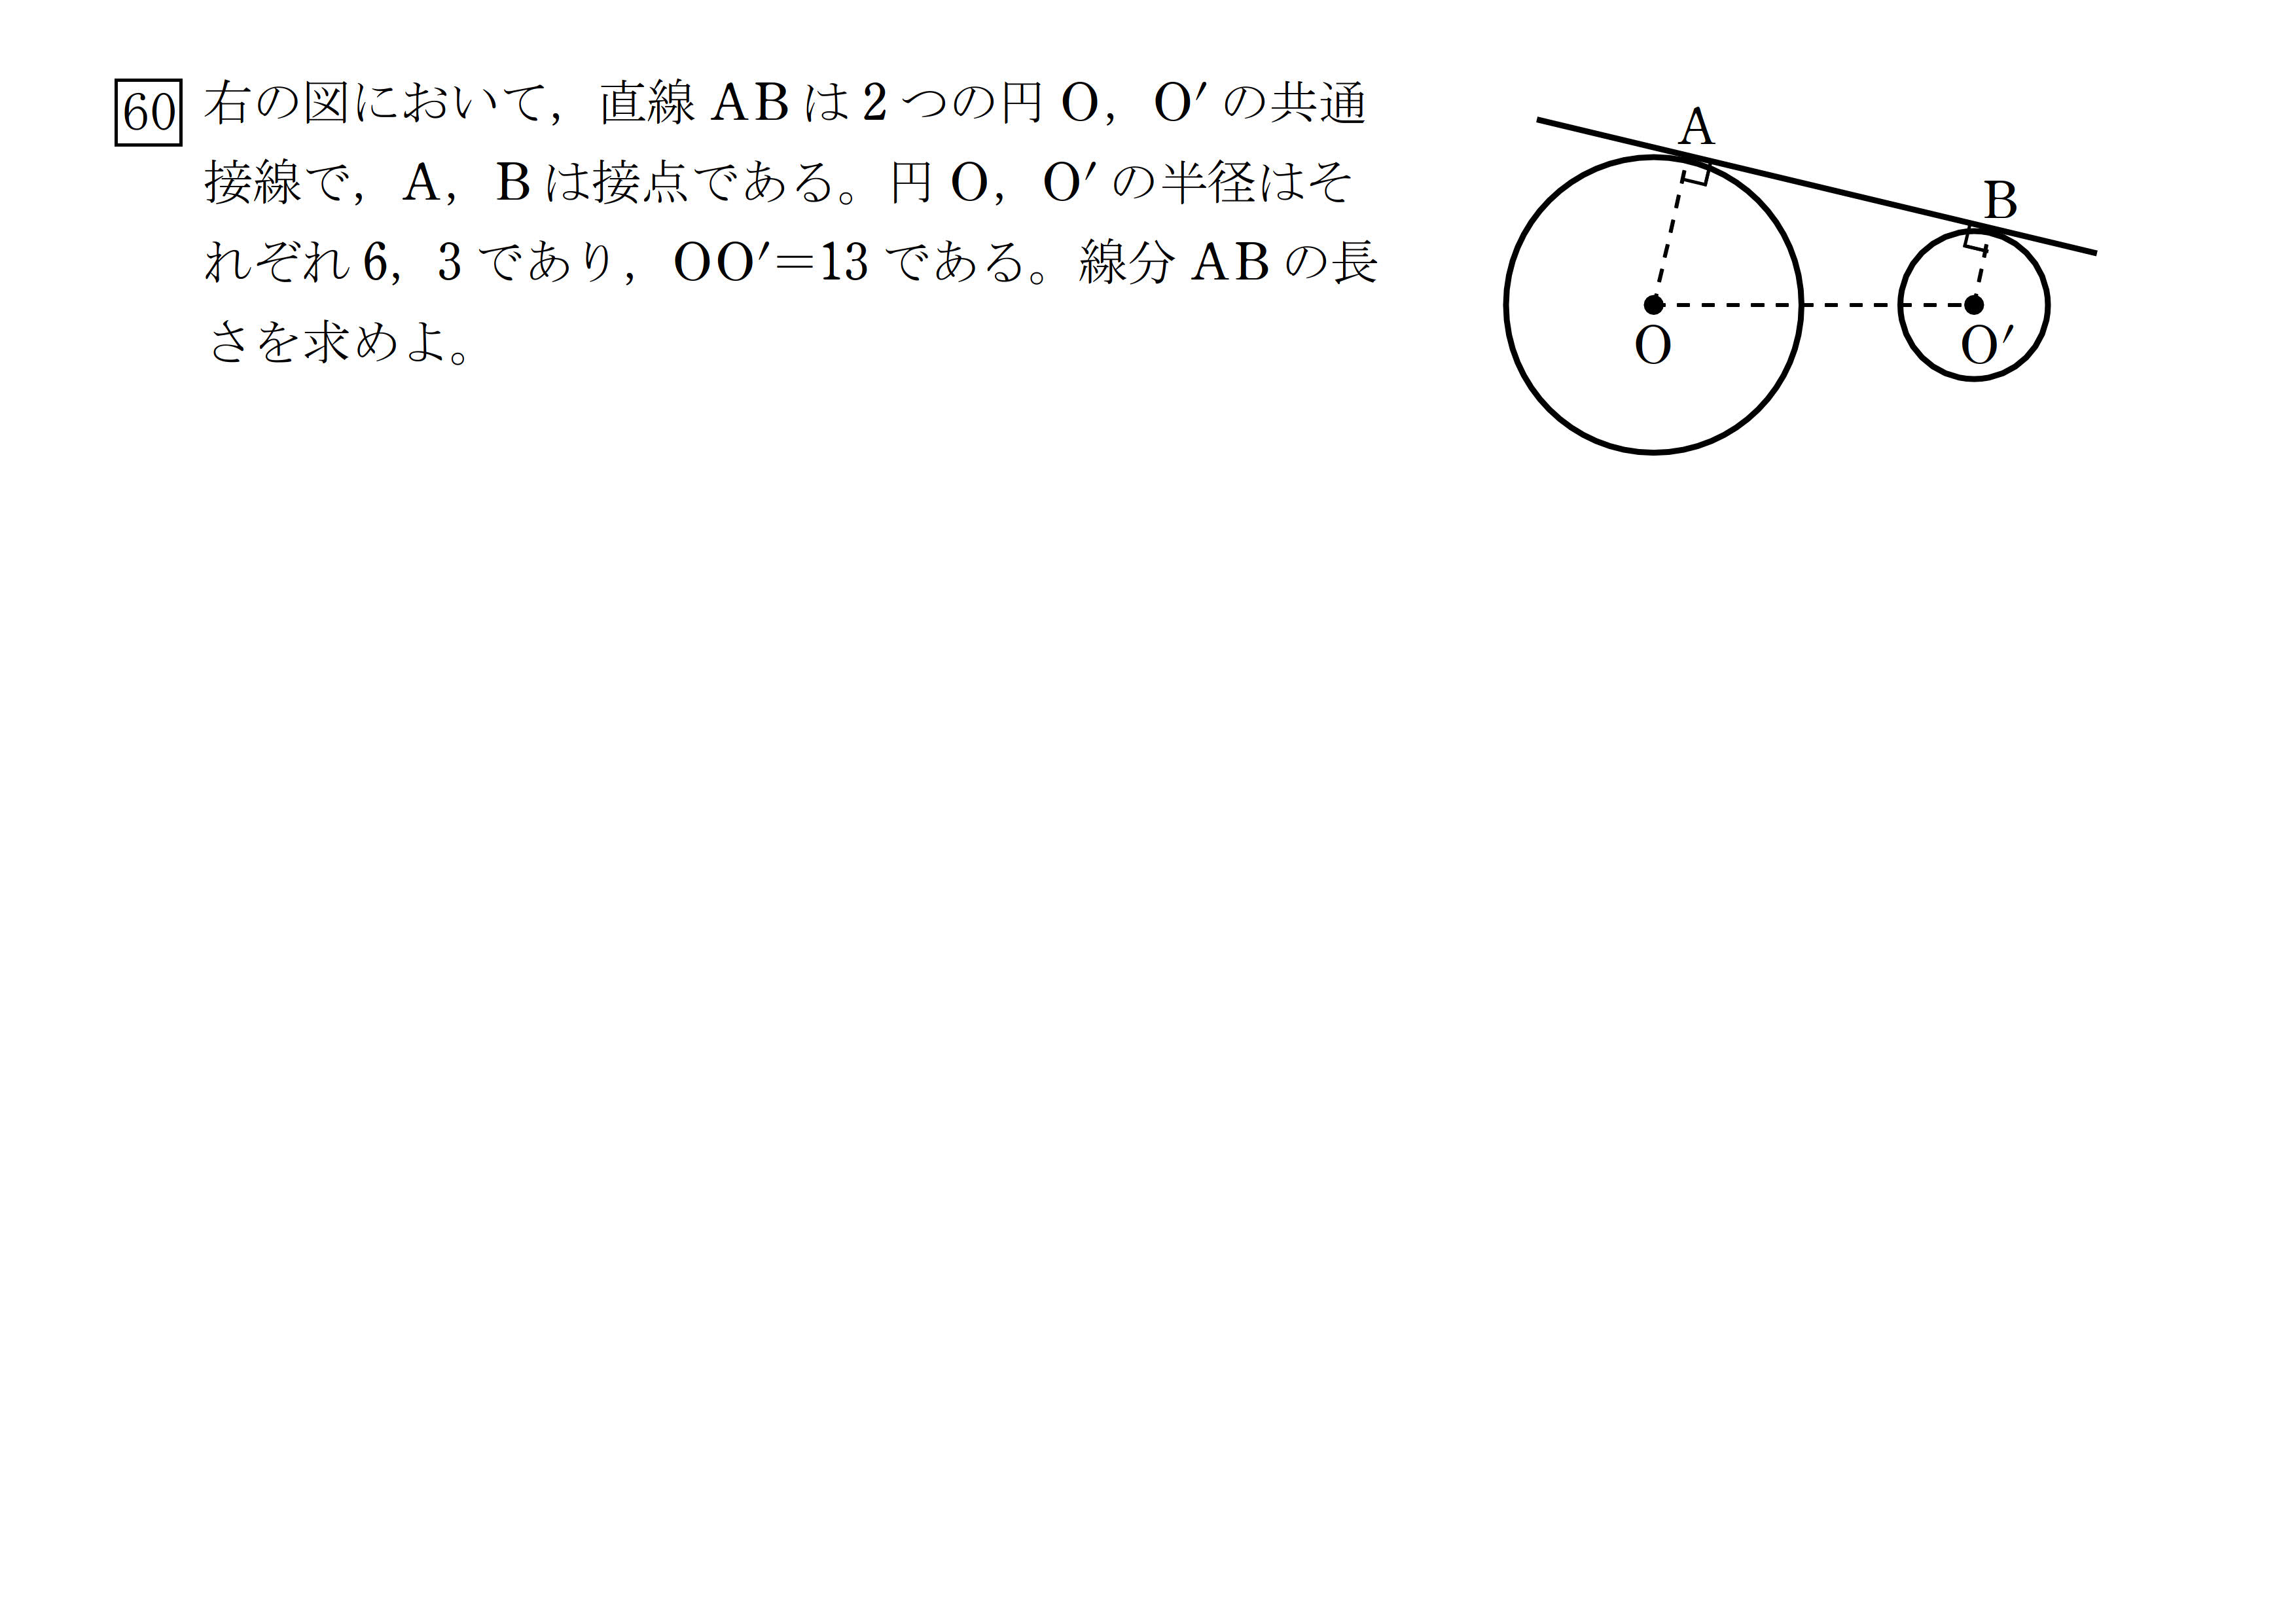 60 右の図において，直線 AB は 2 つの円 O，O′ の共通
接線で，A，B は接点である。円 O，O′ の半径はそ
れぞれ 6，3 であり，OO′＝13 である。線分 AB の長
さを求めよ。
A
B
O
O′